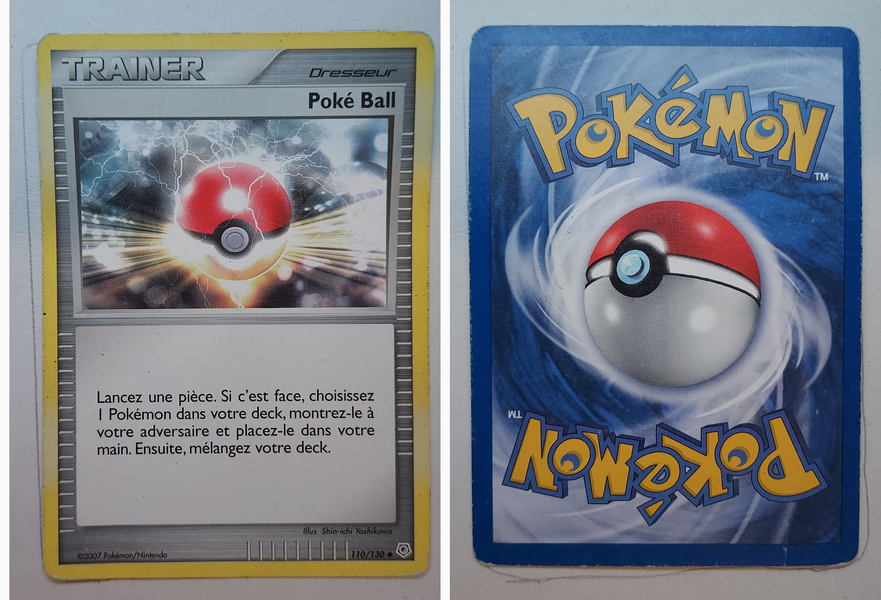 TRAINER
Dresseur
Poké Ball
Lancez une pièce. Si c'est face, choisissez
1 Pokémon dans votre deck, montrez-le à
votre adversaire et placez-le dans votre
main. Ensuite, mélangez votre deck.
Illus. Shin-ichi Yoshikawa
©2007 Pokémon/Nintendo
110/130
POKéMON
TM
TM
POKéMON